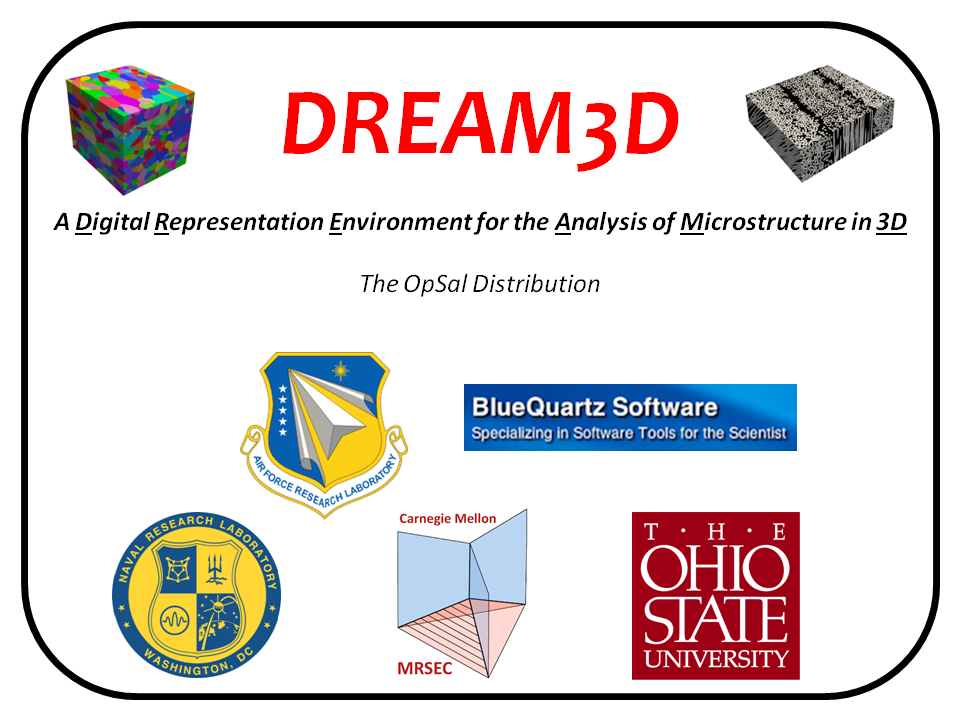 DREAM3D
A Digital Representation Environment for the Analysis of Microstructure in 3D
The OpSal Distribution
AIR FORCE RESEARCH LABORATORY
BlueQuartz Software
Specializing in Software Tools for the Scientist
NAVAL RESEARCH LABORATORY
WASHINGTON, DC
Carnegie Mellon
MRSEC
T·H·E
OHIO
STATE
UNIVERSITY